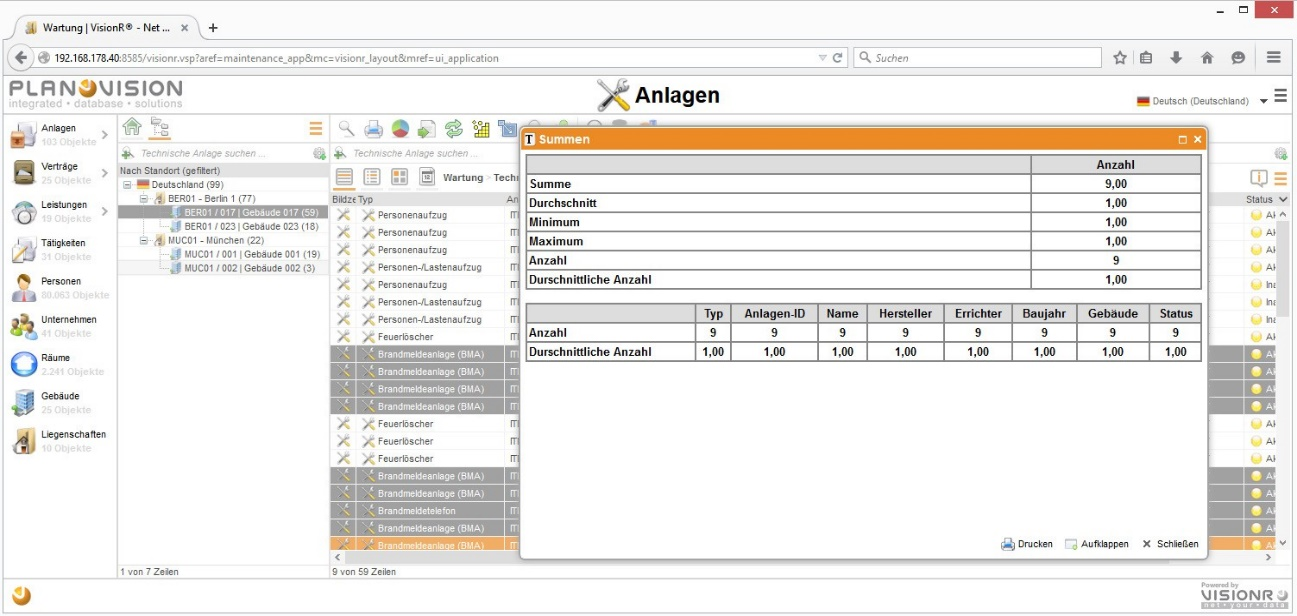 Wartung | VisionR® - Net ...
192.168.178.40:8585/visionr.vsp?aref=maintenance_app&mc=visionr_layout&mref=ui_application
Suchen
PLANVISION
integrated • database • solutions
Anlagen
Deutsch (Deutschland)
Anlagen
103 Objekte
Verträge
25 Objekte
Leistungen
19 Objekte
Tätigkeiten
31 Objekte
Personen
80.063 Objekte
Unternehmen
41 Objekte
Räume
2.241 Objekte
Gebäude
25 Objekte
Liegenschaften
10 Objekte
Technische Anlage suchen ...
Nach Standort (gefiltert)
Deutschland (99)
BER01 - Berlin 1 (77)
BER01 / 017 | Gebäude 017 (59)
BER01 / 023 | Gebäude 023 (18)
MUC01 - München (22)
MUC01 / 001 | Gebäude 001 (19)
MUC01 / 002 | Gebäude 002 (3)
1 von 7 Zeilen
Technische Anlage suchen ...
Wartung
Bildze Typ
Status
Personenaufzug
Personenaufzug
Personenaufzug
Personen-/Lastenaufzug
Personenaufzug
Personen-/Lastenaufzug
Personen-/Lastenaufzug
Feuerlöscher
Brandmeldeanlage (BMA)
Brandmeldeanlage (BMA)
Brandmeldeanlage (BMA)
Brandmeldeanlage (BMA)
Feuerlöscher
Feuerlöscher
Feuerlöscher
Brandmeldeanlage (BMA)
Brandmeldeanlage (BMA)
Brandmeldetelefon
Brandmeldeanlage (BMA)
Brandmeldeanlage (BMA)
9 von 59 Zeilen
T Summen
Anzahl
Summe 9,00
Durchschnitt 1,00
Minimum 1,00
Maximum 1,00
Anzahl 9
Durschnittliche Anzahl 1,00
Typ Anlagen-ID Name Hersteller Errichter Baujahr Gebäude Status
Anzahl 9 9 9 9 9 9 9 9
Durschnittliche Anzahl 1,00 1,00 1,00 1,00 1,00 1,00 1,00 1,00
Drucken Aufklappen Schließen
Powered by
VISIONR
net • your • data